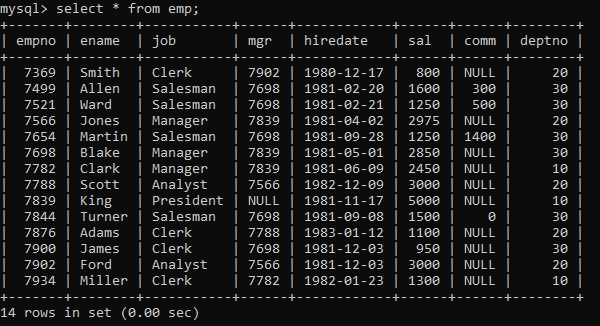 mysql> select * from emp;
+-------+--------+-----------+------+------------+------+------+--------+
| empno | ename | job | mgr | hiredate | sal | comm | deptno |
+-------+--------+-----------+------+------------+------+------+--------+
| 7369 | Smith | Clerk | 7902 | 1980-12-17 | 800 | NULL | 20 |
| 7499 | Allen | Salesman | 7698 | 1981-02-20 | 1600 | 300 | 30 |
| 7521 | Ward | Salesman | 7698 | 1981-02-21 | 1250 | 500 | 30 |
| 7566 | Jones | Manager | 7839 | 1981-04-02 | 2975 | NULL | 20 |
| 7654 | Martin | Salesman | 7698 | 1981-09-28 | 1250 | 1400 | 30 |
| 7698 | Blake | Manager | 7839 | 1981-05-01 | 2850 | NULL | 30 |
| 7782 | Clark | Manager | 7839 | 1981-06-09 | 2450 | NULL | 10 |
| 7788 | Scott | Analyst | 7566 | 1982-12-09 | 3000 | NULL | 20 |
| 7839 | King | President | NULL | 1981-11-17 | 5000 | NULL | 10 |
| 7844 | Turner | Salesman | 7698 | 1981-09-08 | 1500 | 0 | 30 |
| 7876 | Adams | Clerk | 7788 | 1983-01-12 | 1100 | NULL | 20 |
| 7900 | James | Clerk | 7698 | 1981-12-03 | 950 | NULL | 30 |
| 7902 | Ford | Analyst | 7566 | 1981-12-03 | 3000 | NULL | 20 |
| 7934 | Miller | Clerk | 7782 | 1982-01-23 | 1300 | NULL | 10 |
+-------+--------+-----------+------+------------+------+------+--------+
14 rows in set (0.00 sec)